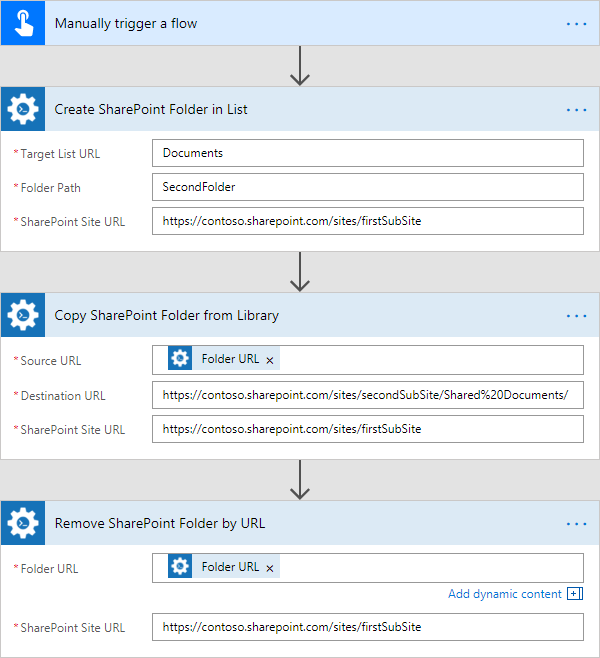 Manually trigger a flow
Create SharePoint Folder in List
*Target List URL Documents
*Folder Path SecondFolder
*SharePoint Site URL https://contoso.sharepoint.com/sites/firstSubSite
Copy SharePoint Folder from Library
*Source URL Folder URL ×
*Destination URL https://contoso.sharepoint.com/sites/secondSubSite/Shared%20Documents/
*SharePoint Site URL https://contoso.sharepoint.com/sites/firstSubSite
Remove SharePoint Folder by URL
*Folder URL Folder URL ×
Add dynamic content
*SharePoint Site URL https://contoso.sharepoint.com/sites/firstSubSite